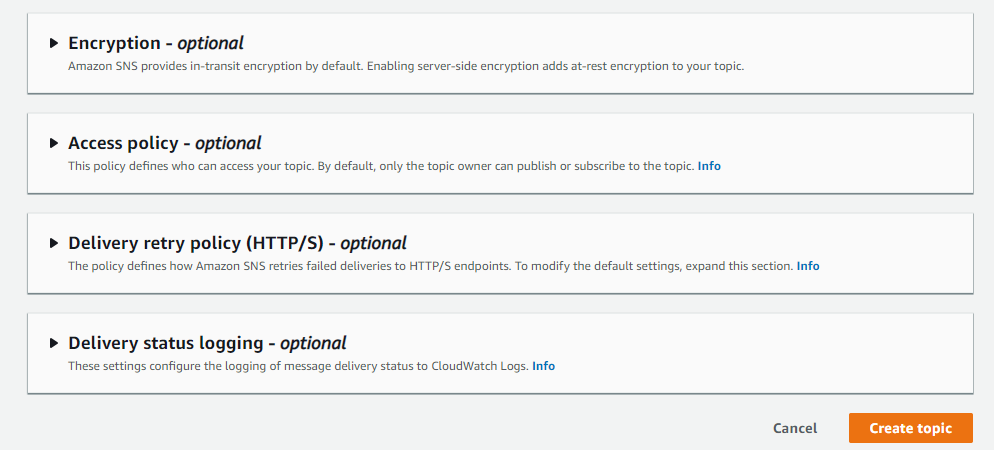 Encryption - optional
Amazon SNS provides in-transit encryption by default. Enabling server-side encryption adds at-rest encryption to your topic.
Access policy - optional
This policy defines who can access your topic. By default, only the topic owner can publish or subscribe to the topic. Info
Delivery retry policy (HTTP/S) - optional
The policy defines how Amazon SNS retries failed deliveries to HTTP/S endpoints. To modify the default settings, expand this section. Info
Delivery status logging - optional
These settings configure the logging of message delivery status to CloudWatch Logs. Info
Cancel Create topic